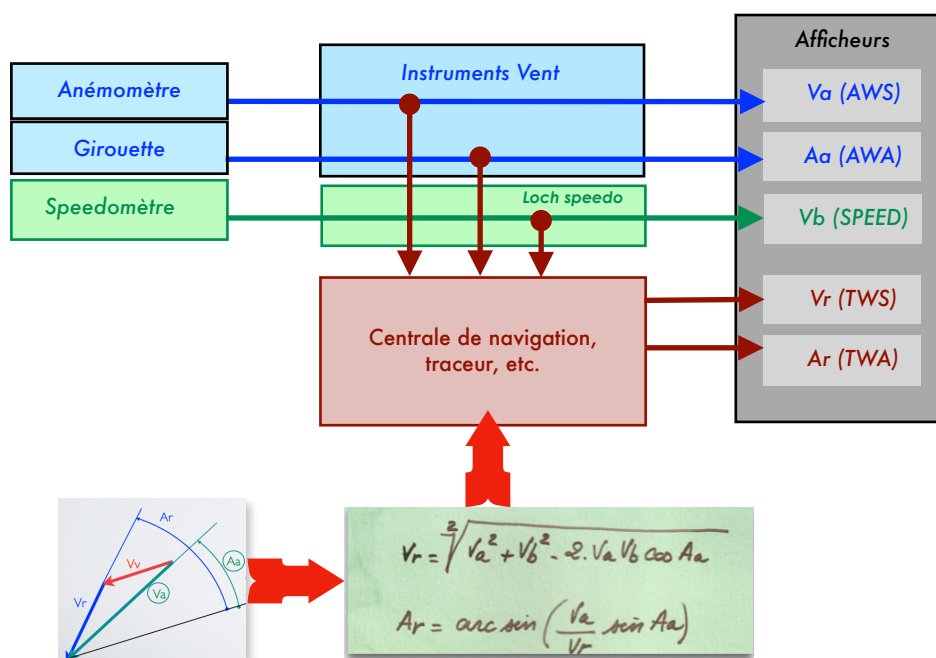 Afficheurs
Anémomètre
Instruments Vent
Va (AWS)
Girouette
Aa (AWA)
Speedomètre
Loch speedo
Vb (SPEED)
Centrale de navigation,
traceur, etc.
Vr (TWS)
Ar (TWA)
Ar
Aa
Vv
Vr
Va
Vr = ²√Va² + Vb² - 2. Va Vb cos Aa
Ar = arc sin (Va/Vr sin Aa)